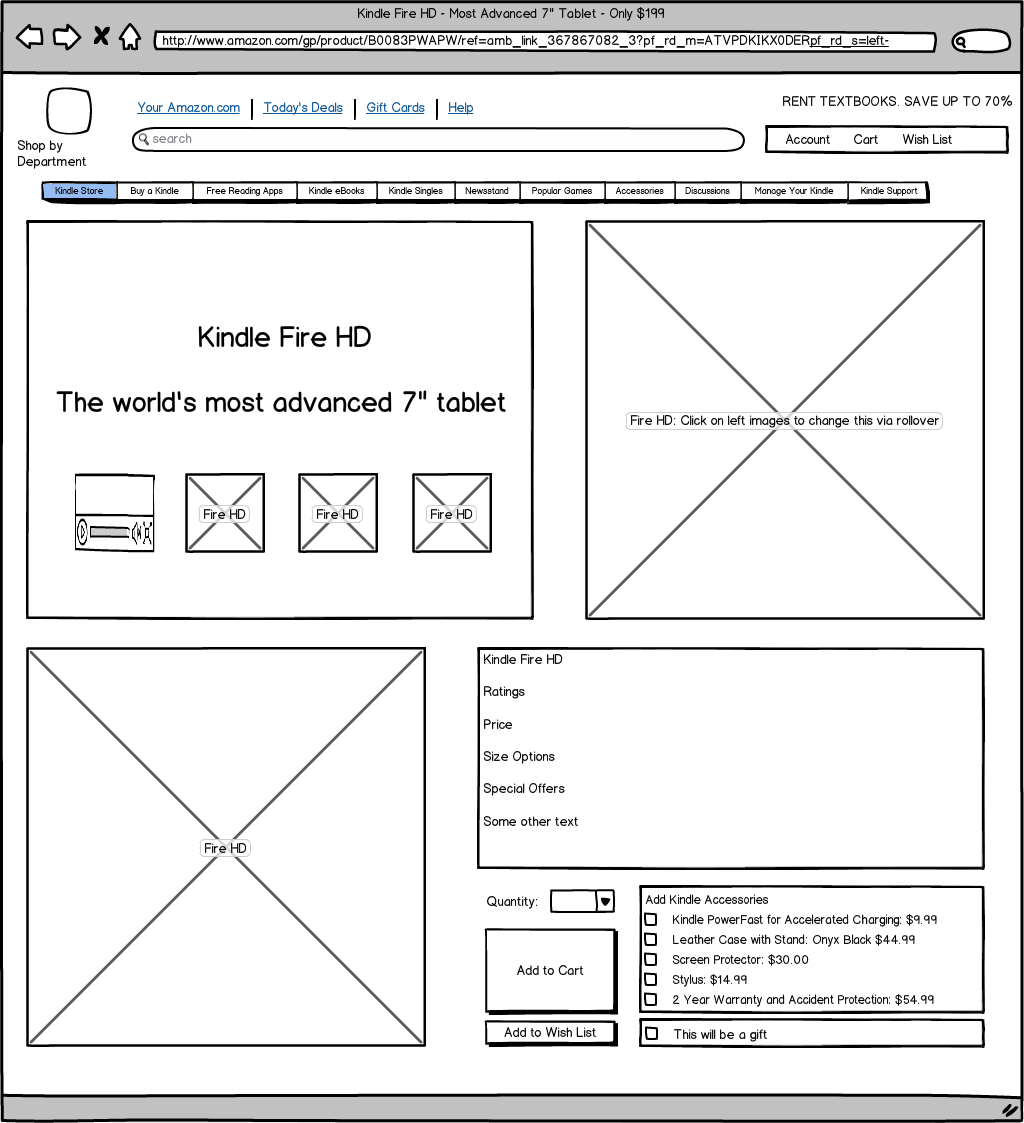 Kindle Fire HD - Most Advanced 7" Tablet - Only $199
http://www.amazon.com/gp/product/B0083PWAPW/ref=amb_link_367867082_3?pf_rd_m=ATVPDKIKX0DERpf_rd_s=left-
Your Amazon.com Today's Deals Gift Cards Help
RENT TEXTBOOKS. SAVE UP TO 70%
Shop by
Department
search
Account Cart Wish List
Kindle Store Buy a Kindle Free Reading Apps Kindle eBooks Kindle Singles Newsstand Popular Games Accessories Discussions Manage Your Kindle Kindle Support
Kindle Fire HD
The world's most advanced 7" tablet
Fire HD Fire HD Fire HD
Fire HD: Click on left images to change this via rollover
Fire HD
Kindle Fire HD
Ratings
Price
Size Options
Special Offers
Some other text
Quantity:
Add to Cart
Add to Wish List
Add Kindle Accessories
Kindle PowerFast for Accelerated Charging: $9.99
Leather Case with Stand: Onyx Black $44.99
Screen Protector: $30.00
Stylus: $14.99
2 Year Warranty and Accident Protection: $54.99
This will be a gift